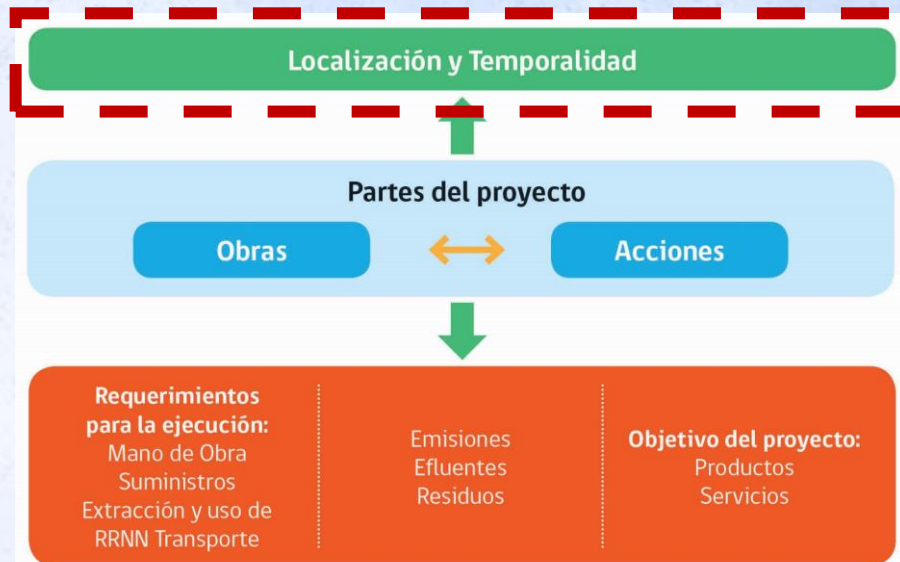 Localización y Temporalidad
Partes del proyecto
Obras
Acciones
Requerimientos
para la ejecución:
Mano de Obra
Suministros
Extracción y uso de
RRNN Transporte
Emisiones
Efluentes
Residuos
Objetivo del proyecto:
Productos
Servicios